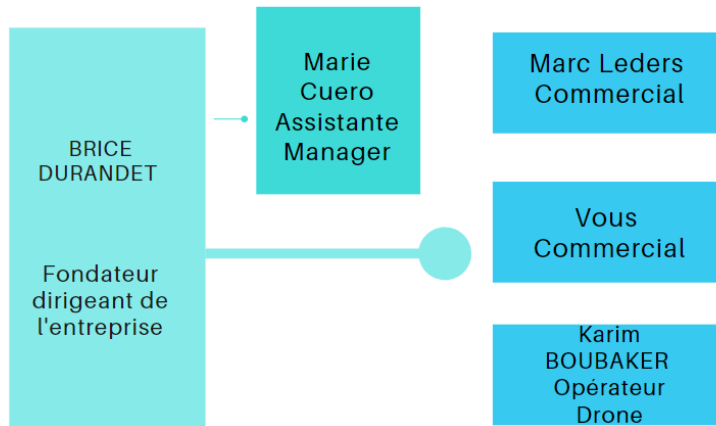 BRICE
DURANDET
Fondateur
dirigeant de
l'entreprise
Marie
Cuero
Assistante
Manager
Marc Leders
Commercial
Vous
Commercial
Karim
BOUBAKER
Opérateur
Drone